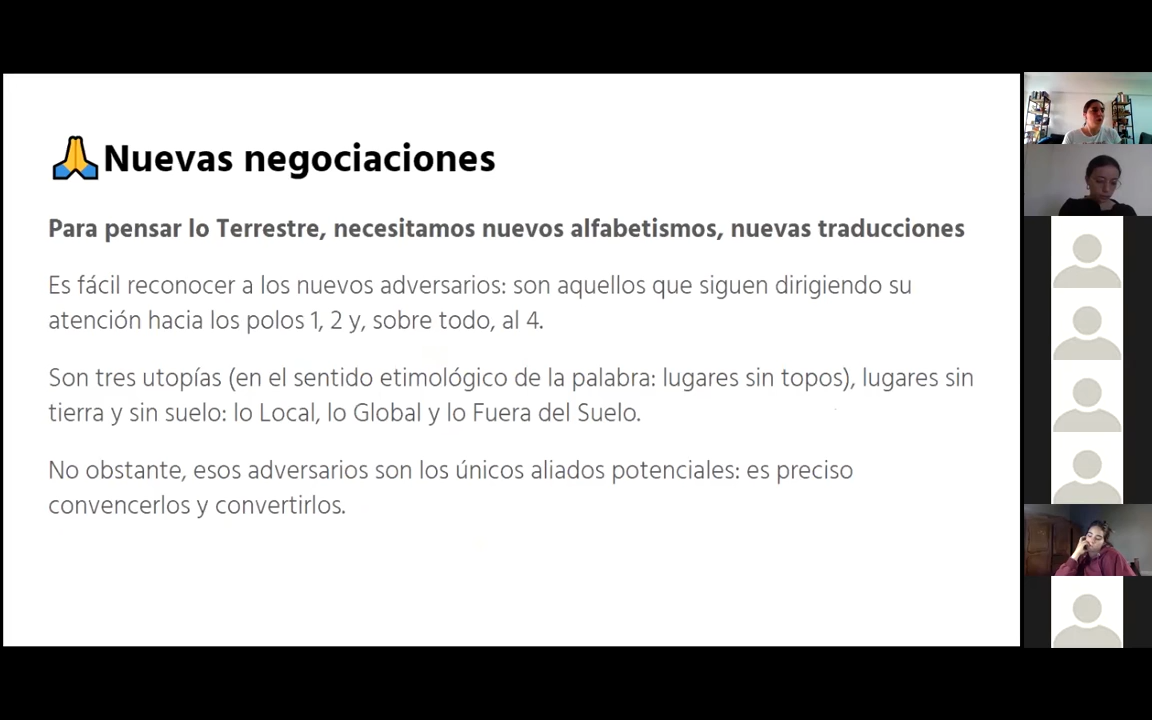 Nuevas negociaciones
Para pensar lo Terrestre, necesitamos nuevos alfabetismos, nuevas traducciones
Es fácil reconocer a los nuevos adversarios: son aquellos que siguen dirigiendo su
atención hacia los polos 1, 2 y, sobre todo, al 4.
Son tres utopías (en el sentido etimológico de la palabra: lugares sin topos), lugares sin
tierra y sin suelo: lo Local, lo Global y lo Fuera del Suelo.
No obstante, esos adversarios son los únicos aliados potenciales: es preciso
convencerlos y convertirlos.